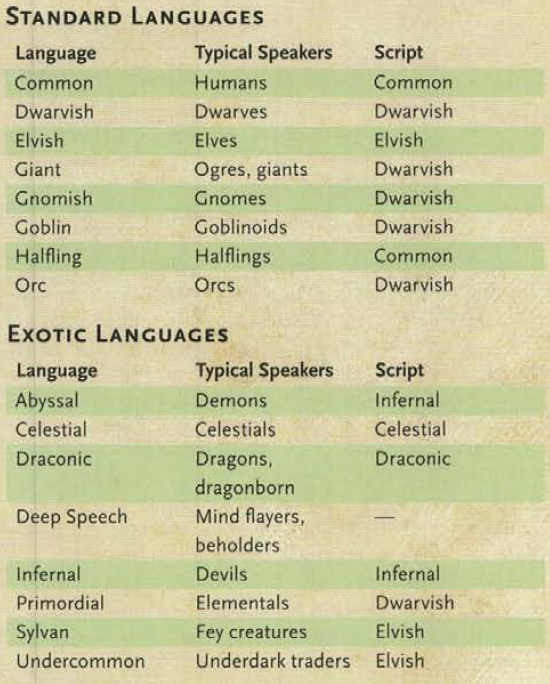 STANDARD LANGUAGES
Language Typical Speakers Script
Common Humans Common
Dwarvish Dwarves Dwarvish
Elvish Elves Elvish
Giant Ogres, giants Dwarvish
Gnomish Gnomes Dwarvish
Goblin Goblinoids Dwarvish
Halfling Halflings Common
Orc Orcs Dwarvish
EXOTIC LANGUAGES
Language Typical Speakers Script
Abyssal Demons Infernal
Celestial Celestials Celestial
Draconic Dragons, Draconic
dragonborn
Deep Speech Mind flayers, —
beholders
Infernal Devils Infernal
Primordial Elementals Dwarvish
Sylvan Fey creatures Elvish
Undercommon Underdark traders Elvish